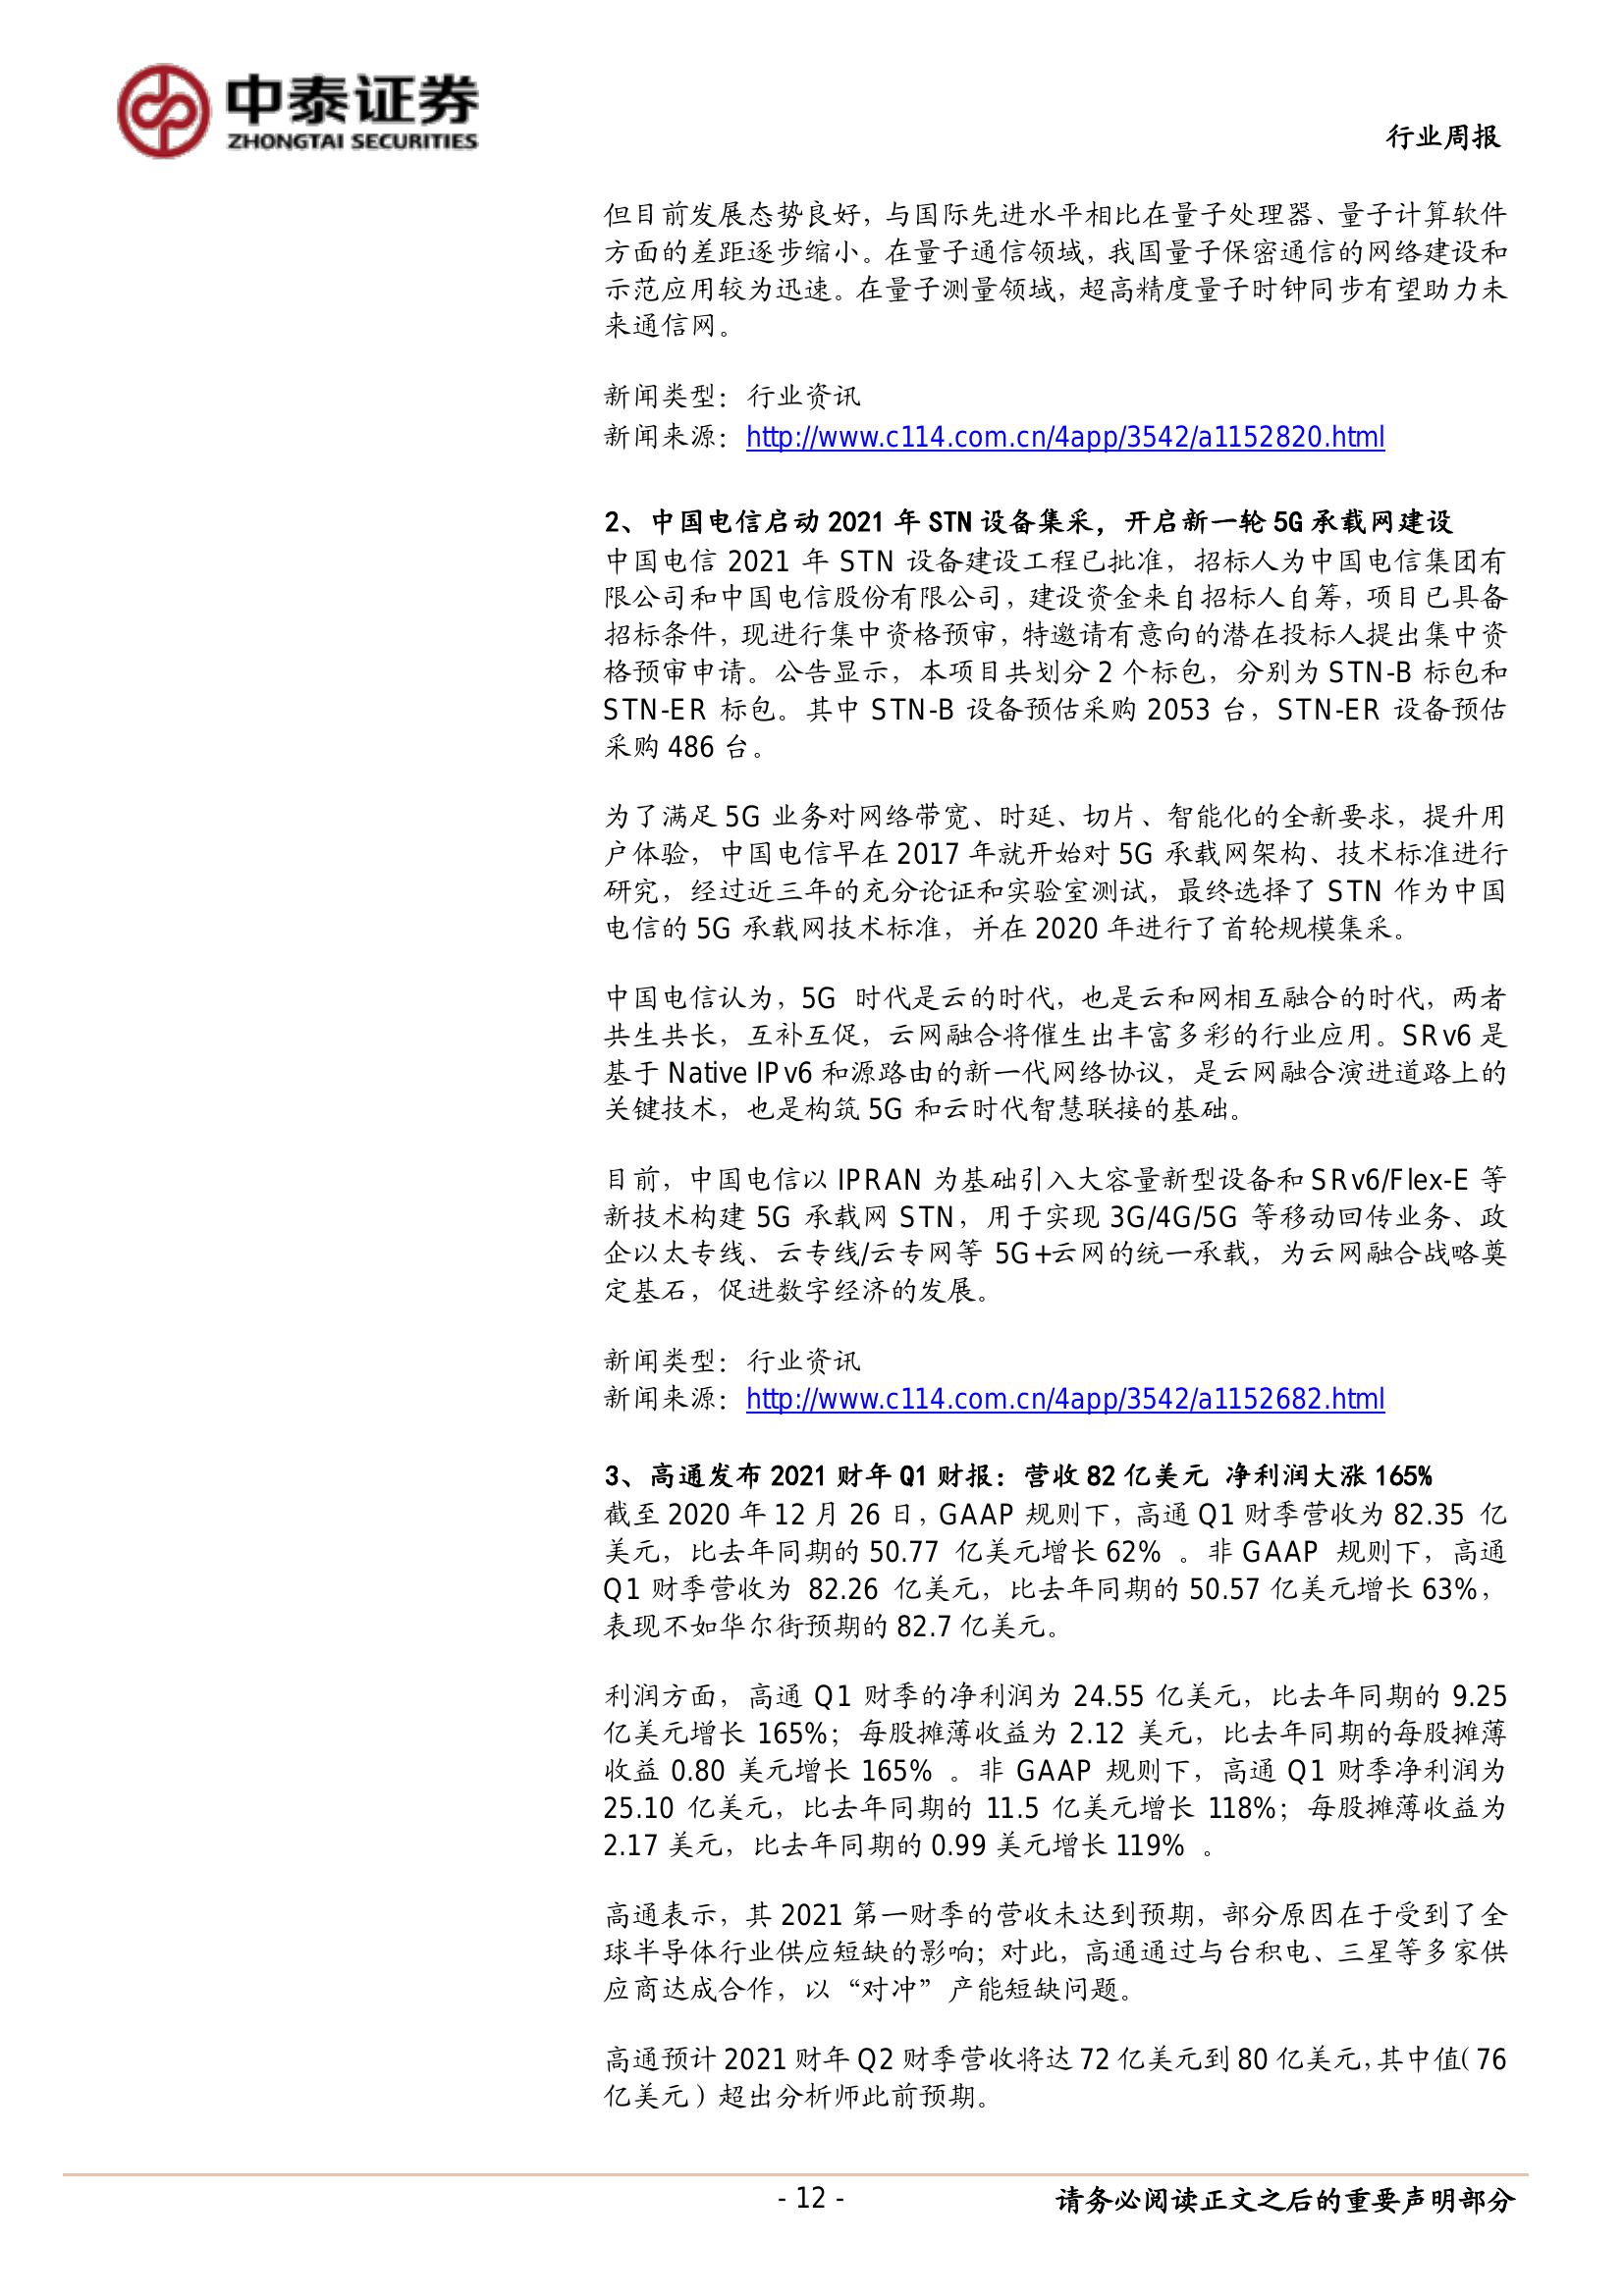 中泰证券
ZHONGTAI SECURITIES
行业周报
但目前发展态势良好，与国际先进水平相比在量子处理器、量子计算软件
方面的差距逐步缩小。在量子通信领域，我国量子保密通信的网络建设和
示范应用较为迅速。在量子测量领域，超高精度量子时钟同步有望助力未
来通信网。
新闻类型：行业资讯
新闻来源：http://www.c114.com.cn/4app/3542/a1152820.html
2、中国电信启动 2021 年 STN 设备集采，开启新一轮 5G 承载网建设
中国电信 2021 年 STN 设备建设工程已批准，招标人为中国电信集团有
限公司和中国电信股份有限公司，建设资金来自招标人自筹，项目已具备
招标条件，现进行集中资格预审，特邀请有意向的潜在投标人提出集中资
格预审申请。公告显示，本项目共划分 2 个标包，分别为 STN-B 标包和
STN-ER 标包。其中 STN-B 设备预估采购 2053 台，STN-ER 设备预估
采购 486 台。
为了满足 5G 业务对网络带宽、时延、切片、智能化的全新要求，提升用
户体验，中国电信早在 2017 年就开始对 5G 承载网架构、技术标准进行
研究，经过近三年的充分论证和实验室测试，最终选择了 STN 作为中国
电信的 5G 承载网技术标准，并在 2020 年进行了首轮规模集采。
中国电信认为，5G 时代是云的时代，也是云和网相互融合的时代，两者
共生共长，互补互促，云网融合将催生出丰富多彩的行业应用。SRv6 是
基于 Native IPv6 和源路由的新一代网络协议，是云网融合演进道路上的
关键技术，也是构筑 5G 和云时代智慧联接的基础。
目前，中国电信以 IPRAN 为基础引入大容量新型设备和 SRv6/Flex-E 等
新技术构建 5G 承载网 STN，用于实现 3G/4G/5G 等移动回传业务、政
企以太专线、云专线/云专网等 5G+云网的统一承载，为云网融合战略奠
定基石，促进数字经济的发展。
新闻类型：行业资讯
新闻来源：http://www.c114.com.cn/4app/3542/a1152682.html
3、高通发布 2021 财年 Q1 财报：营收 82 亿美元 净利润大涨 165%
截至 2020 年 12 月 26 日，GAAP 规则下，高通 Q1 财季营收为 82.35 亿
美元，比去年同期的 50.77 亿美元增长 62% 。非 GAAP 规则下，高通
Q1 财季营收为 82.26 亿美元，比去年同期的 50.57 亿美元增长 63%，
表现不如华尔街预期的 82.7 亿美元。
利润方面，高通 Q1 财季的净利润为 24.55 亿美元，比去年同期的 9.25
亿美元增长 165%；每股摊薄收益为 2.12 美元，比去年同期的每股摊薄
收益 0.80 美元增长 165% 。非 GAAP 规则下，高通 Q1 财季净利润为
25.10 亿美元，比去年同期的 11.5 亿美元增长 118%；每股摊薄收益为
2.17 美元，比去年同期的 0.99 美元增长 119% 。
高通表示，其 2021 第一财季的营收未达到预期，部分原因在于受到了全
球半导体行业供应短缺的影响；对此，高通通过与台积电、三星等多家供
应商达成合作，以“对冲”产能短缺问题。
高通预计 2021 财年 Q2 财季营收将达 72 亿美元到 80 亿美元，其中值（76
亿美元）超出分析师此前预期。
- 12 -
请务必阅读正文之后的重要声明部分